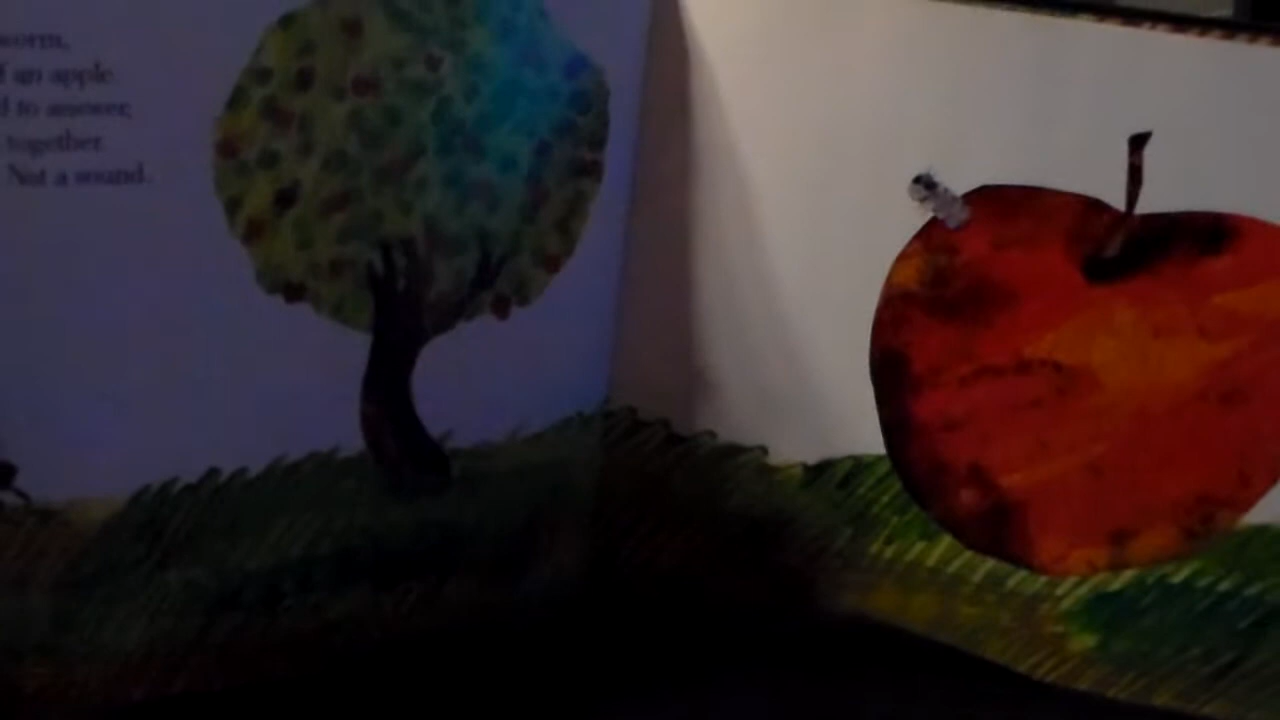 worm,
f an apple.
d to answer,
together.
Not a sound.